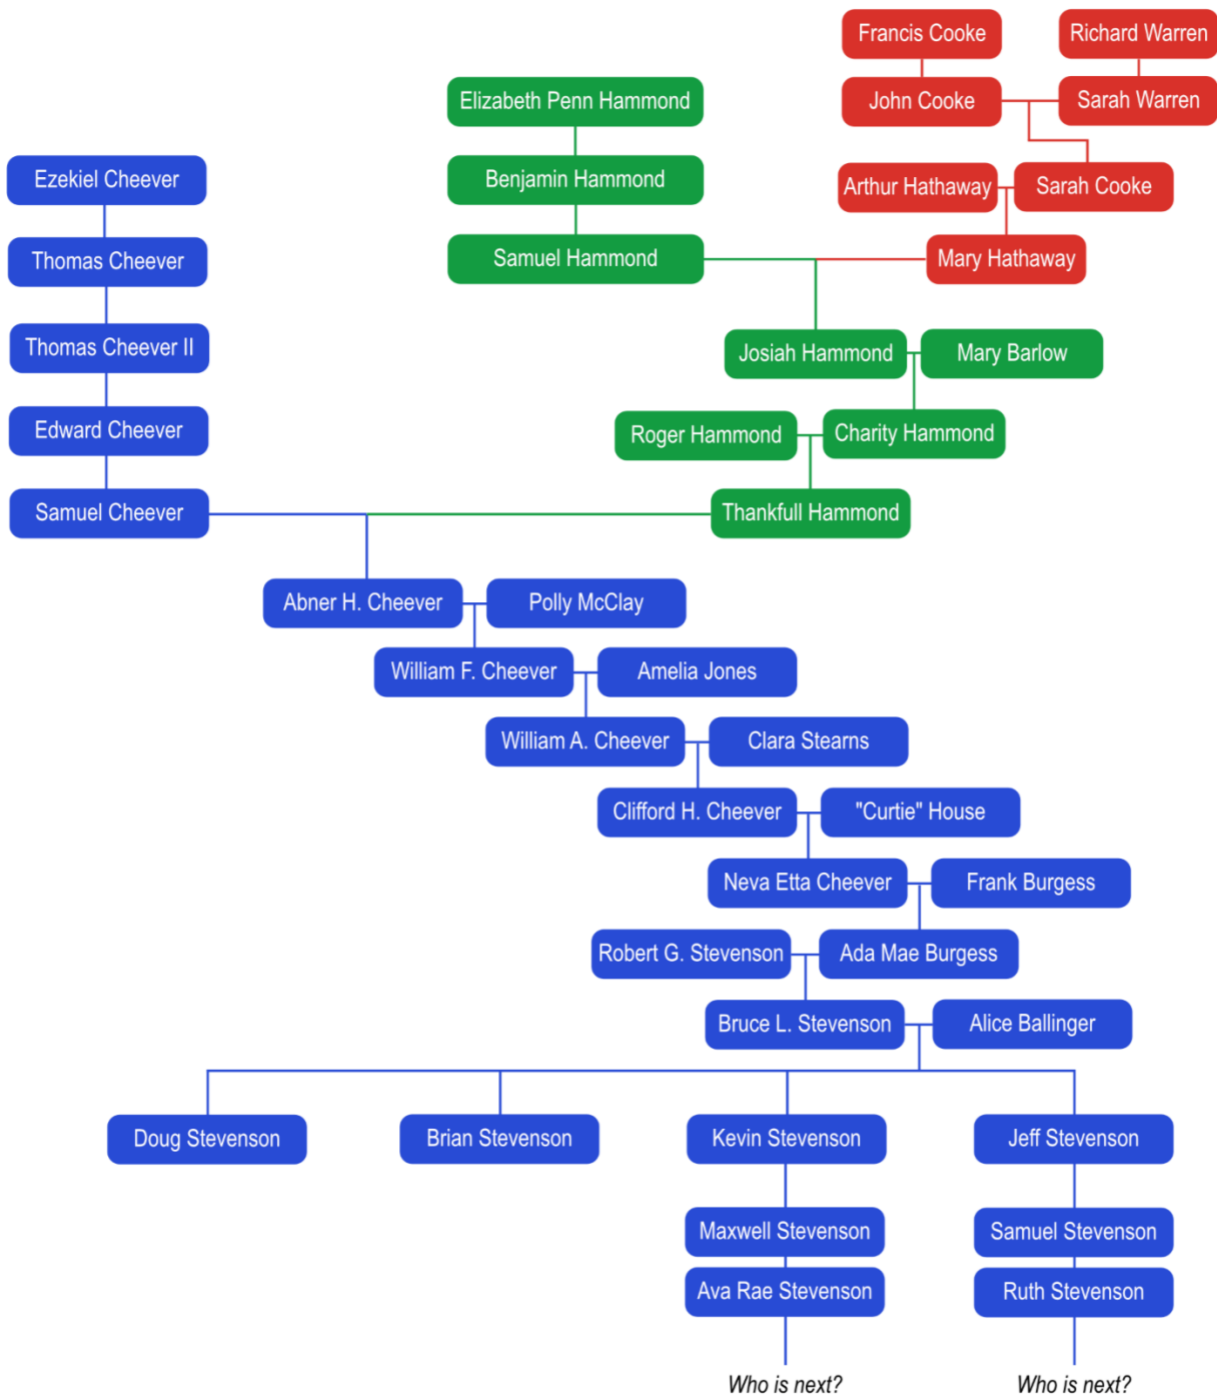 Francis Cooke
Richard Warren
Elizabeth Penn Hammond
John Cooke
Sarah Warren
Ezekiel Cheever
Benjamin Hammond
Arthur Hathaway
Sarah Cooke
Thomas Cheever
Samuel Hammond
Mary Hathaway
Thomas Cheever II
Josiah Hammond
Mary Barlow
Edward Cheever
Roger Hammond
Charity Hammond
Samuel Cheever
Thankfull Hammond
Abner H. Cheever
Polly McClay
William F. Cheever
Amelia Jones
William A. Cheever
Clara Stearns
Clifford H. Cheever
"Curtie" House
Neva Etta Cheever
Frank Burgess
Robert G. Stevenson
Ada Mae Burgess
Bruce L. Stevenson
Alice Ballinger
Doug Stevenson
Brian Stevenson
Kevin Stevenson
Jeff Stevenson
Maxwell Stevenson
Samuel Stevenson
Ava Rae Stevenson
Ruth Stevenson
Who is next?
Who is next?